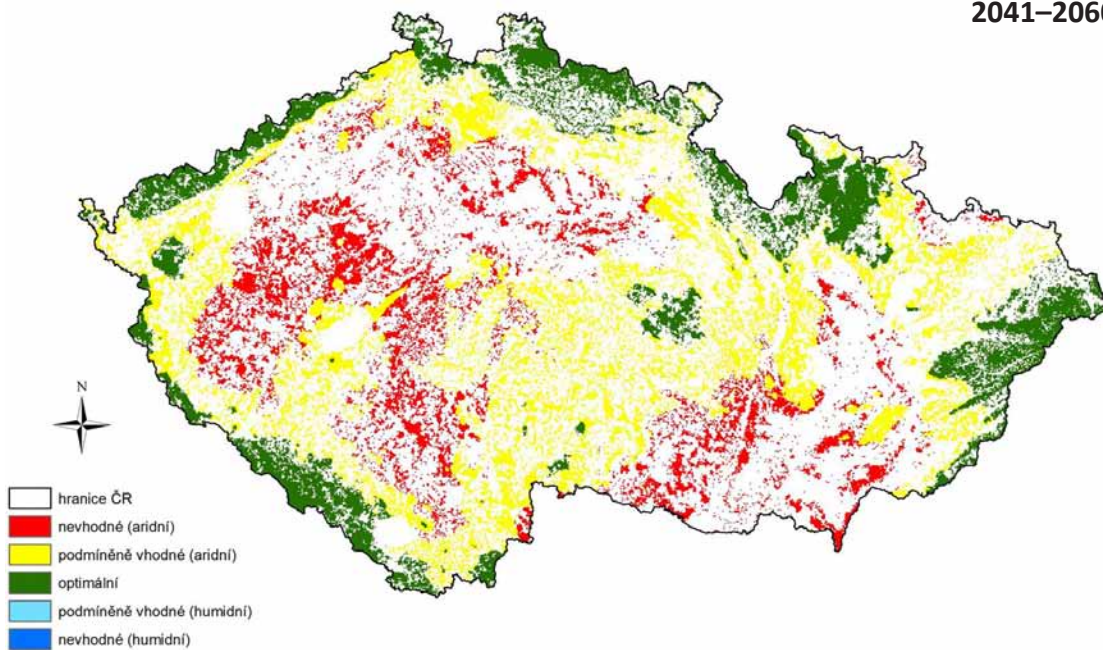 2041–2060
N
hranice ČR
nevhodné (aridní)
podmíněně vhodné (aridní)
optimální
podmíněně vhodné (humidní)
nevhodné (humidní)